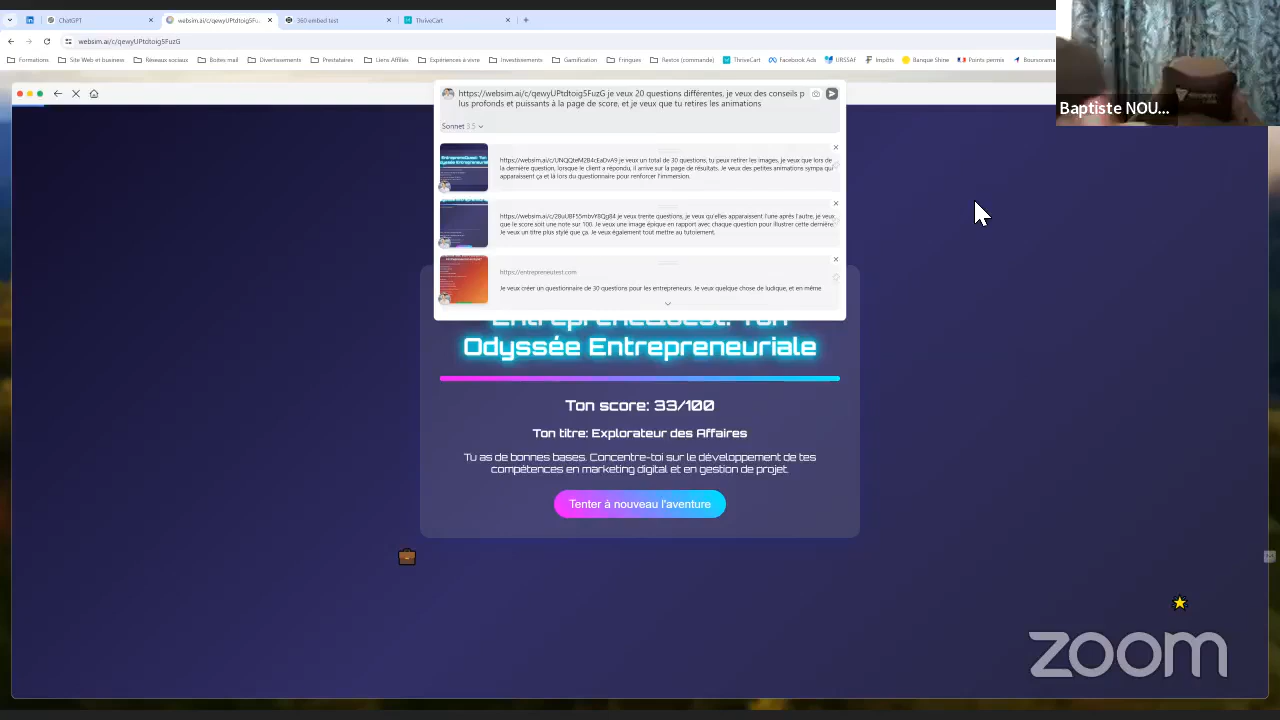 ChatGPT
websim.ai/c/qewyUPtdtoig5Fu...
360 embed test
ThriveCart
websim.ai/c/qewyUPtdtoig5FuzG
Formations
Site Web et business
Réseaux sociaux
Boites mail
Divertissements
Prestataires
Liens Affiliés
Expériences à vivre
Investissements
Gamification
Fringues
Restos (commande)
ThriveCart
Facebook Ads
URSSAF
Impôts
Banque Shine
Points permis
Boursorama
Baptiste NOU...
https://websim.ai/c/qewyUPtdtoig5FuzG je veux 20 questions différentes, je veux des conseils p
lus profonds et puissants à la page de score, et je veux que tu retires les animations
Sonnet 3.5
https://websim.ai/c/UNQQteM2B4cEaDvA9 je veux un total de 30 questions, tu peux retirer les images, je veux que lors de
la dernière question, lorsque le client a répondu, il arrive sur la page de résultats. Je veux des petites animations sympa qui
apparaissent ça et là lors du questionnaire pour renforcer l'immersion.
https://websim.ai/c/28uUBF55mbvY8Qg84 je veux trente questions, je veux qu'elles apparaissent l'une après l'autre, je veux
que le score soit une note sur 100. Je veux une image épique en rapport avec chaque question pour illustrer cette dernière.
Je veux un titre plus stylé que ça. Je veux également tout mettre au tutoiement.
https://entrepreneutest.com
Je veux créer un questionnaire de 30 questions pour les entrepreneurs. Je veux quelque chose de ludique, et en même
EntrepreneQuest: Ton
Odyssée Entrepreneuriale
Ton score: 33/100
Ton titre: Explorateur des Affaires
Tu as de bonnes bases. Concentre-toi sur le développement de tes
compétences en marketing digital et en gestion de projet.
Tenter à nouveau l'aventure
zoom